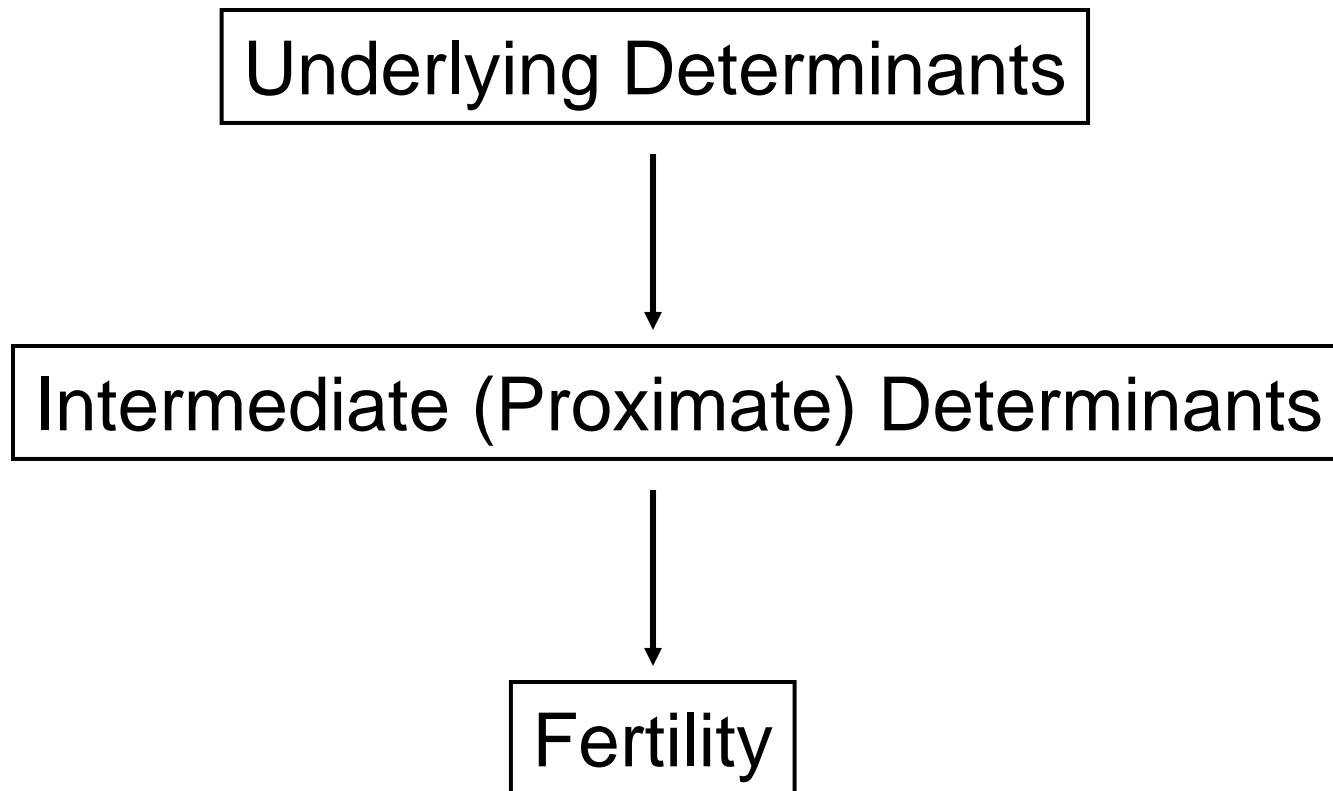 Underlying Determinants
Intermediate (Proximate) Determinants
Fertility